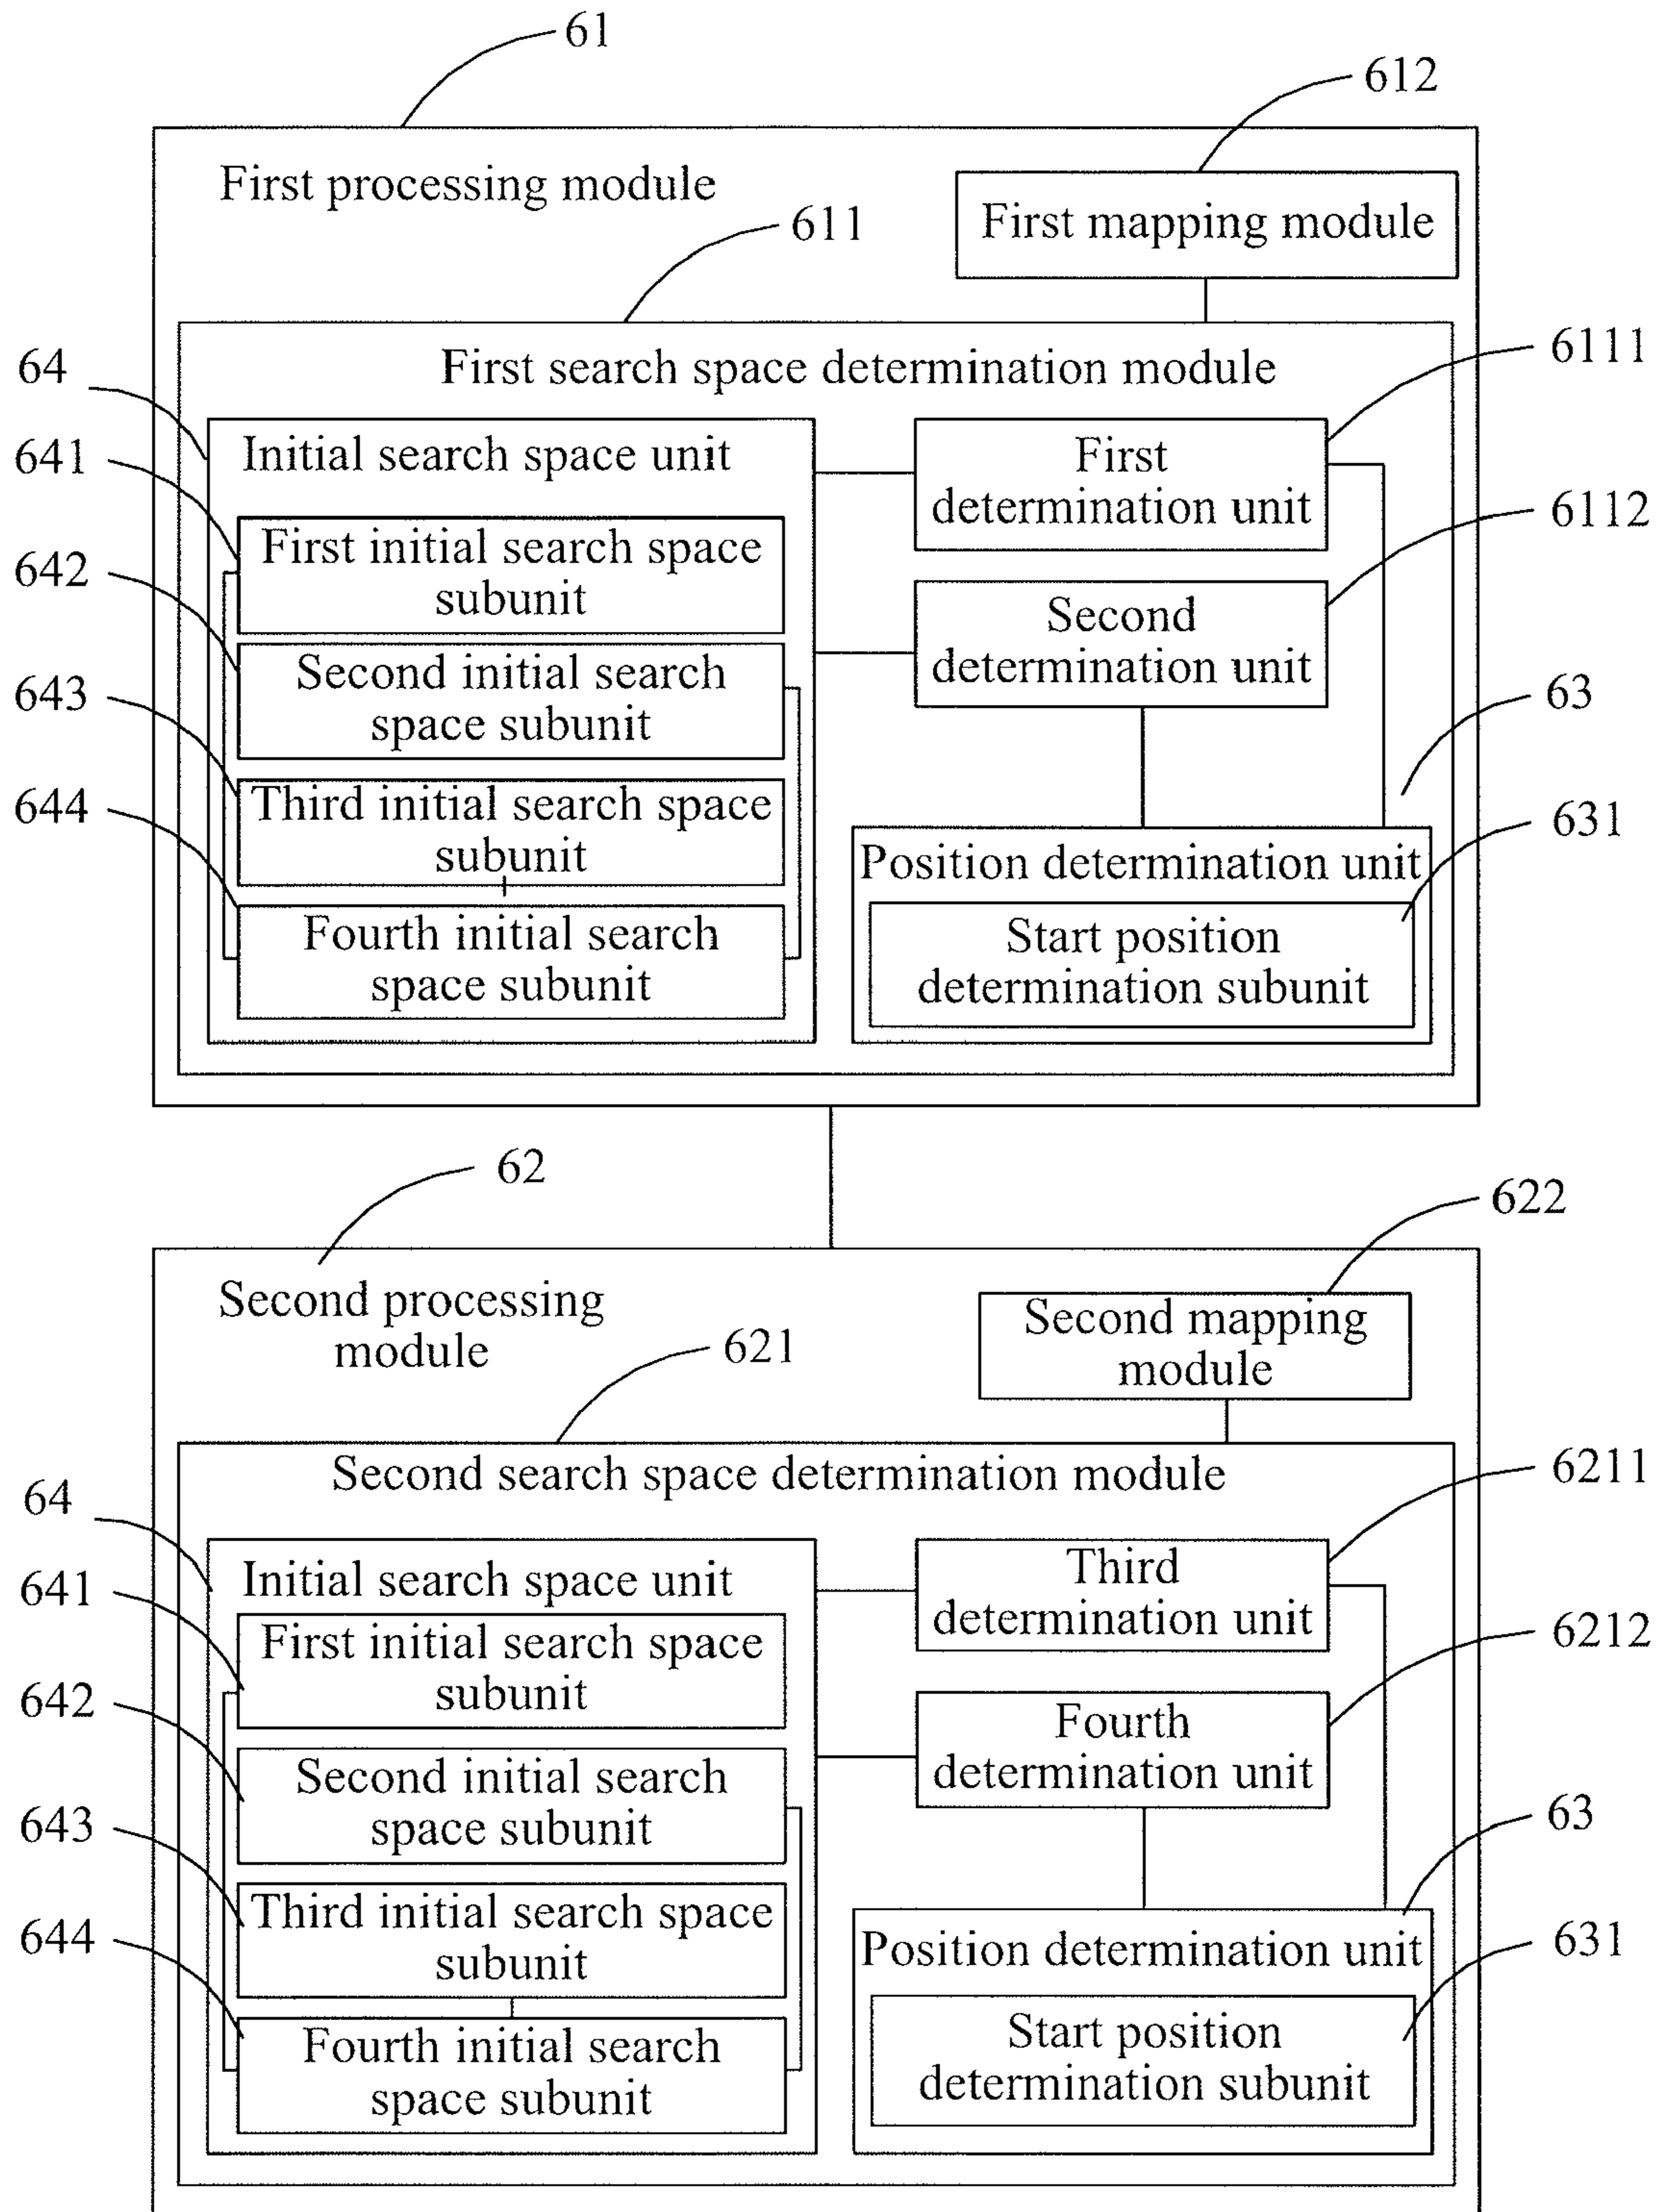 61
612
First processing module
First mapping module
611
First search space determination module
6111
64
Initial search space unit
First
determination unit
641
First initial search space
subunit
6112
642
Second
determination unit
Second initial search
space subunit
643
63
Third initial search space
subunit
644
631
Position determination unit
Fourth initial search
space subunit
Start position
determination subunit
62
622
Second processing
module
Second mapping
module
621
Second search space determination module
6211
64
Initial search space unit
Third
determination unit
641
First initial search space
subunit
6212
642
Fourth
determination unit
Second initial search
space subunit
643
63
Third initial search space
subunit
644
631
Position determination unit
Fourth initial search
space subunit
Start position
determination subunit